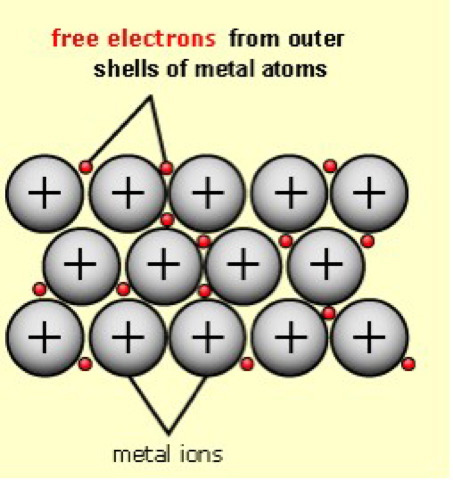 free electrons from outer
shells of metal atoms
+ + + + +
+ + + +
+ + + + +
metal ions